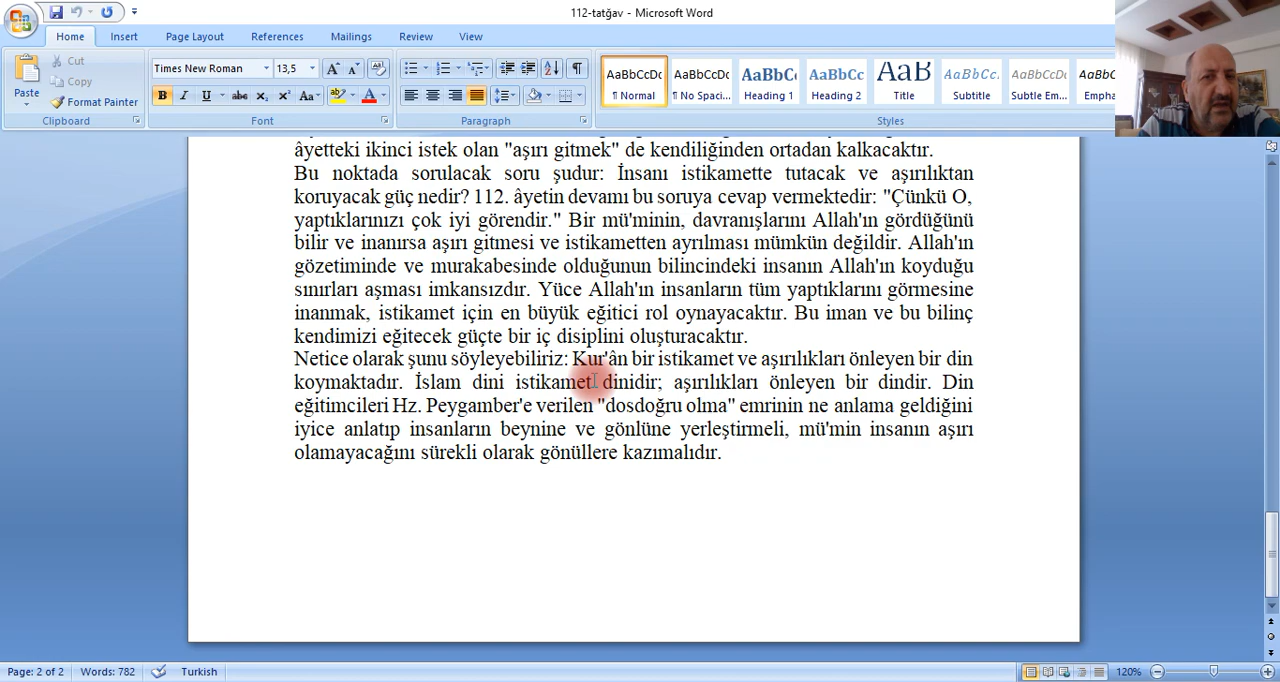 112-tatğav - Microsoft Word
Home Insert Page Layout References Mailings Review View
Paste
Cut
Copy
Format Painter
Clipboard
Times New Roman 13,5
Font
Paragraph
AaBbCcDc AaBbCcDc AaBbCc AaBbCc AaB AaBbCc. AaBbCcDc AaBbCc
¶ Normal ¶ No Spaci... Heading 1 Heading 2 Title Subtitle Subtle Em... Empha
Styles
âyetteki ikinci istek olan "aşırı gitmek" de kendiliğinden ortadan kalkacaktır.
Bu noktada sorulacak soru şudur: İnsanı istikamette tutacak ve aşırılıktan
koruyacak güç nedir? 112. âyetin devamı bu soruya cevap vermektedir: "Çünkü O,
yaptıklarınızı çok iyi görendir." Bir mü'minin, davranışlarını Allah'ın gördüğünü
bilir ve inanırsa aşırı gitmesi ve istikametten ayrılması mümkün değildir. Allah'ın
gözetiminde ve murakabesinde olduğunun bilincindeki insanın Allah'ın koyduğu
sınırları aşması imkansızdır. Yüce Allah'ın insanların tüm yaptıklarını görmesine
inanmak, istikamet için en büyük eğitici rol oynayacaktır. Bu iman ve bu bilinç
kendimizi eğitecek güçte bir iç disiplini oluşturacaktır.
Netice olarak şunu söyleyebiliriz: Kur'ân bir istikamet ve aşırılıkları önleyen bir din
koymaktadır. İslam dini istikamet dinidir; aşırılıkları önleyen bir dindir. Din
eğitimcileri Hz. Peygamber'e verilen "dosdoğru olma" emrinin ne anlama geldiğini
iyice anlatıp insanların beynine ve gönlüne yerleştirmeli, mü'min insanın aşırı
olamayacağını sürekli olarak gönüllere kazımalıdır.
Page: 2 of 2 Words: 782 Turkish 120%